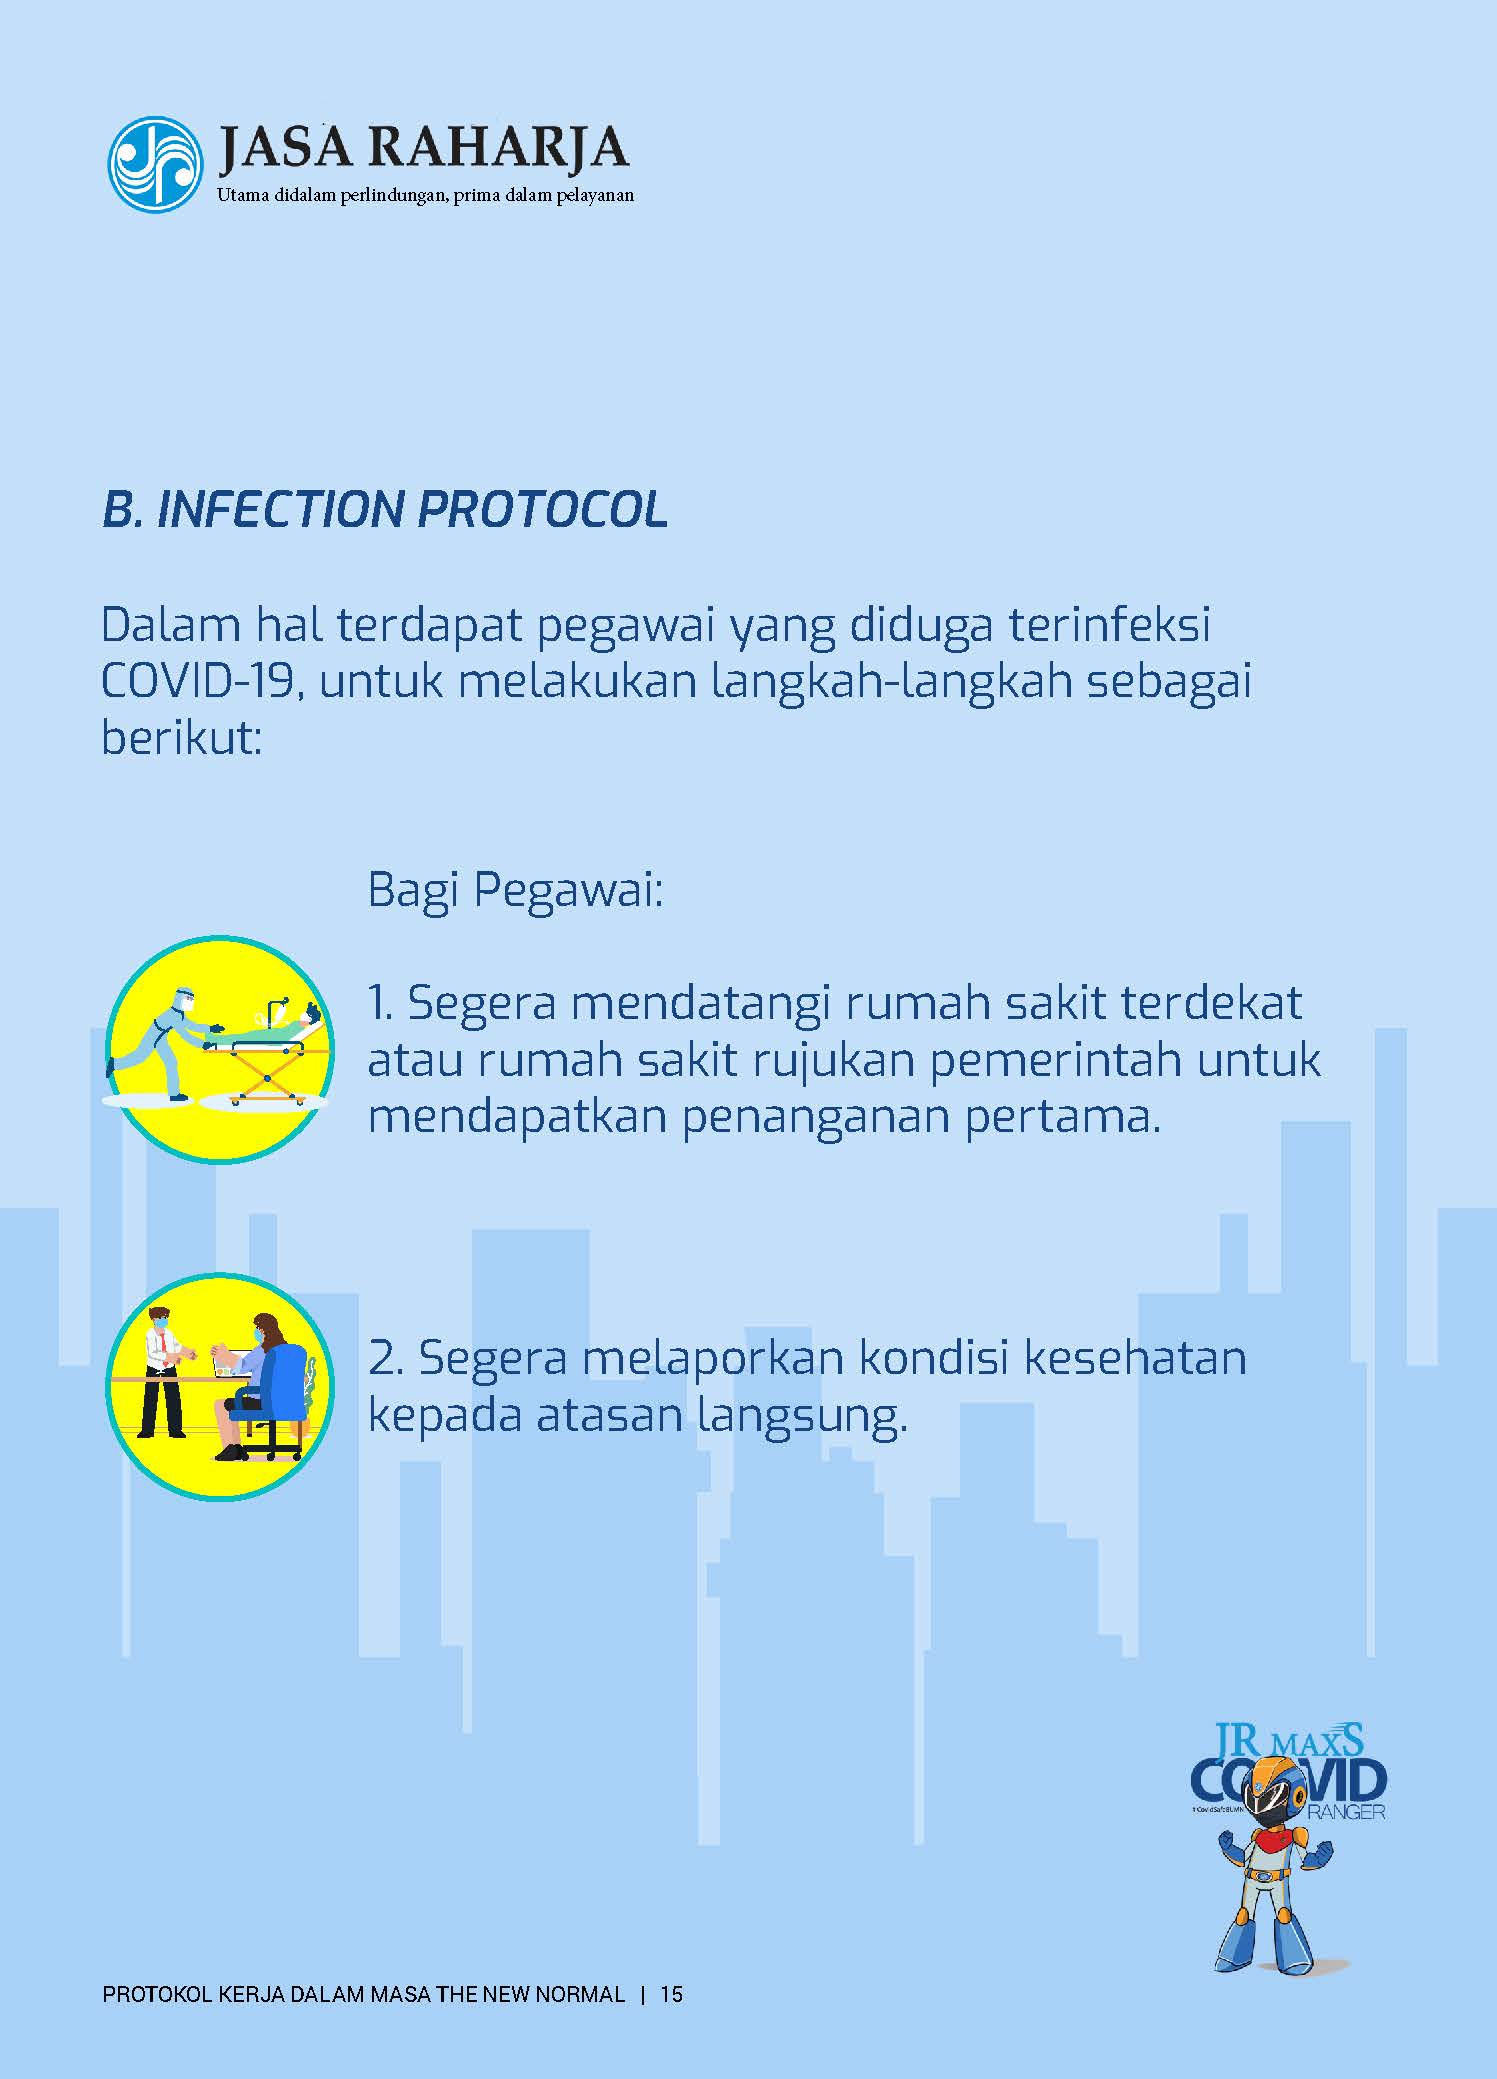 JASA RAHARJA
Utama didalam perlindungan, prima dalam pelayanan
B. INFECTION PROTOCOL
Dalam hal terdapat pegawai yang diduga terinfeksi
COVID-19, untuk melakukan langkah-langkah sebagai
berikut:
Bagi Pegawai:
1. Segera mendatangi rumah sakit terdekat
atau rumah sakit rujukan pemerintah untuk
mendapatkan penanganan pertama.
2. Segera melaporkan kondisi kesehatan
kepada atasan langsung.
JR MAXS
COVID
#CovidSafeBUMN
RANGER
PROTOKOL KERJA DALAM MASA THE NEW NORMAL | 15